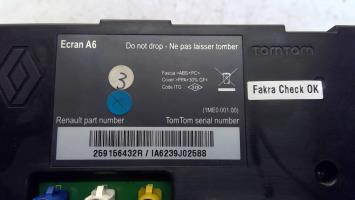 Ecran A6
Do not drop - Ne pas laisser tomber
TOMTOM
3
Fascia >ABS+PC<
Cover >PPA+30% GF<
Code ITG :
Fakra Check OK
(1ME0.001.00)
Renault part number
TomTom serial number
259156432R / IA6239J02588